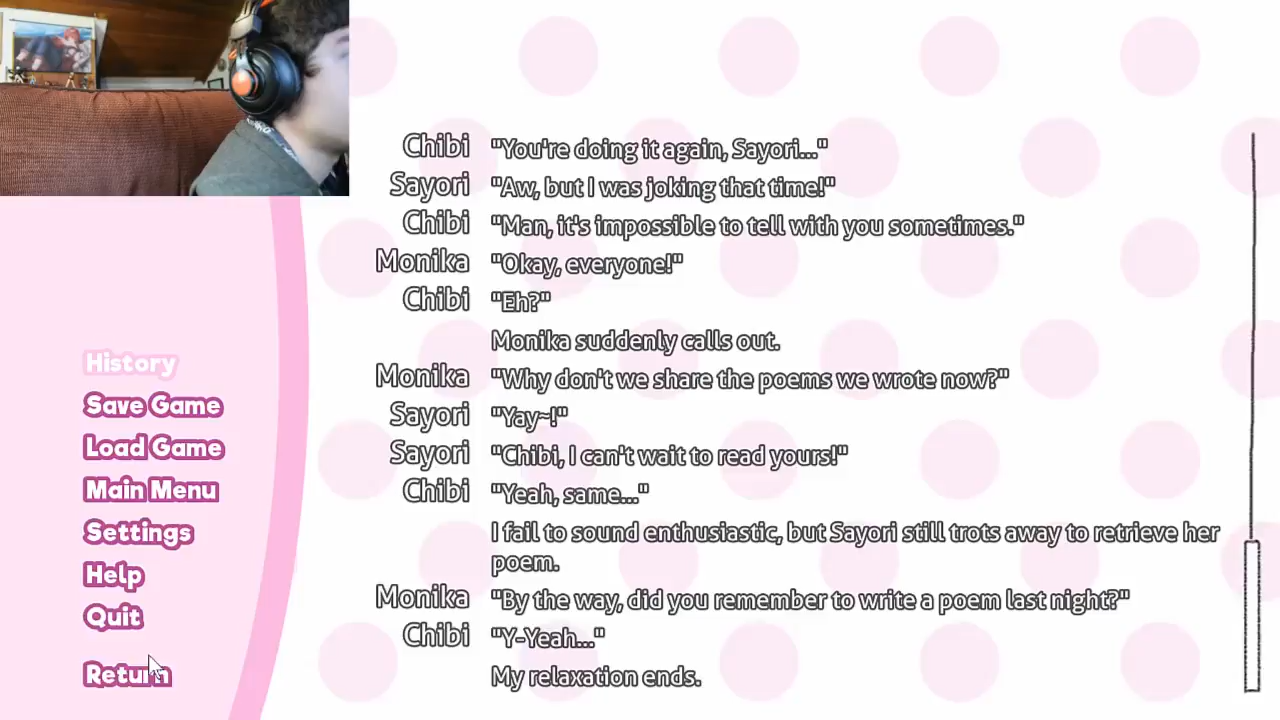 Chibi "You're doing it again, Sayori..."
Sayori "Aw, but I was joking that time!"
Chibi "Man, it's impossible to tell with you sometimes."
Monika "Okay, everyone!"
Chibi "Eh?"
Monika suddenly calls out.
Monika "Why don't we share the poems we wrote now?"
Sayori "Yay~!"
Sayori "Chibi, I can't wait to read yours!"
Chibi "Yeah, same..."
I fail to sound enthusiastic, but Sayori still trots away to retrieve her
poem.
Monika "By the way, did you remember to write a poem last night?"
Chibi "Y-Yeah..."
My relaxation ends.
History
Save Game
Load Game
Main Menu
Settings
Help
Quit
Return